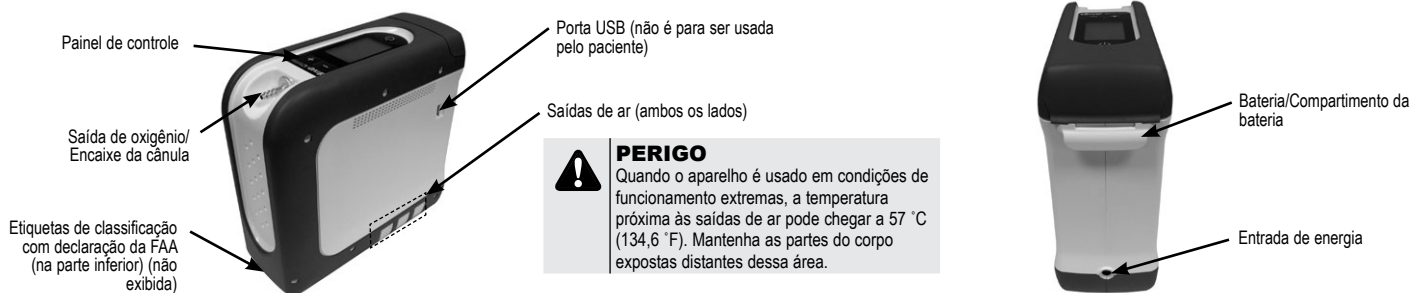 Painel de controle
Saída de oxigênio/
Encaixe da cânula
Etiquetas de classificação
com declaração da FAA
(na parte inferior) (não
exibida)
Porta USB (não é para ser usada
pelo paciente)
Saídas de ar (ambos os lados)
PERIGO
Quando o aparelho é usado em condições de
funcionamento extremas, a temperatura
próxima às saídas de ar pode chegar a 57 ˚C
(134,6 ˚F). Mantenha as partes do corpo
expostas distantes dessa área.
Bateria/Compartimento da
bateria
Entrada de energia